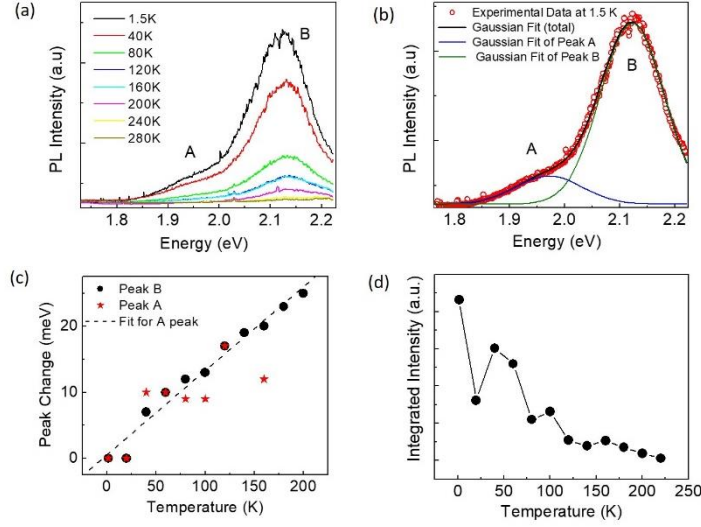 (a)
1.5K
40K
80K
120K
160K
200K
240K
280K
A
B
PL Intensity (a.u)
1.8 1.9 2.0 2.1 2.2
Energy (eV)
(b)
Experimental Data at 1.5 K
Gaussian Fit (total)
Gaussian Fit of Peak A
Gaussian Fit of Peak B
A
B
PL Intensity (a.u)
1.8 1.9 2.0 2.1 2.2
Energy (eV)
(c)
Peak B
Peak A
Fit for A peak
Peak Change (meV)
20
10
0
0 50 100 150 200
Temperature (K)
(d)
Integrated Intensity (a.u.)
0 50 100 150 200 250
Temperature (K)